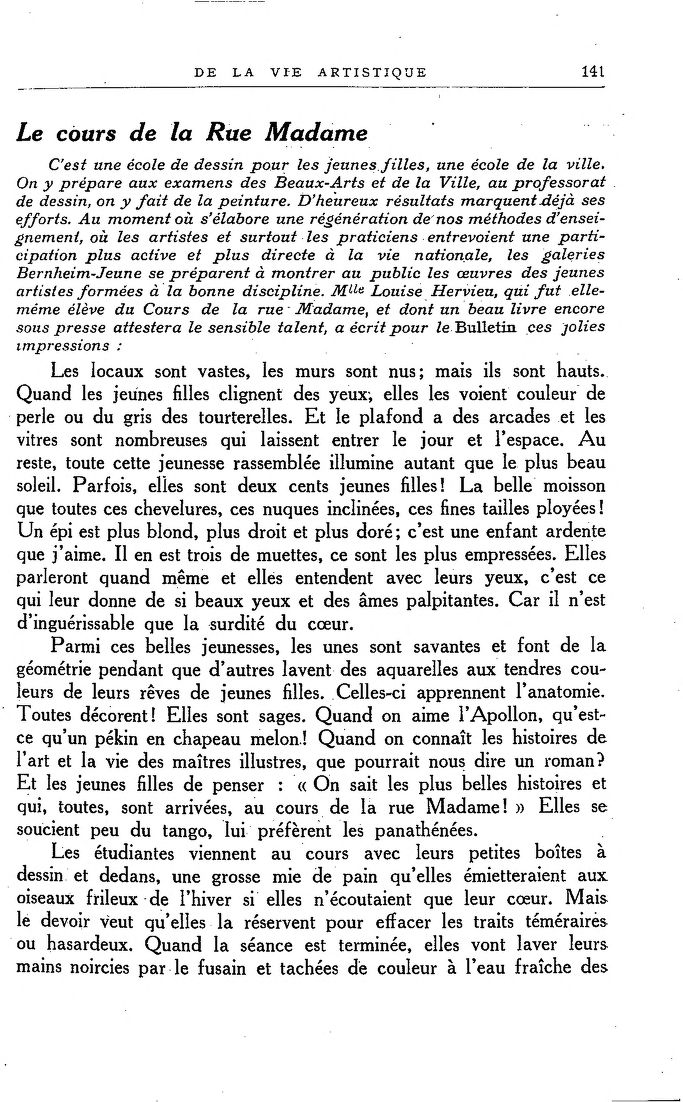 DE LA VIE ARTISTIQUE 141
Le cours de la Rue Madame
C'est une école de dessin pour les jeunes filles, une école de la ville.
On y prépare aux examens des Beaux-Arts et de la Ville, au professorat
de dessin, on y fait de la peinture. D'heureux résultats marquent déjà ses
efforts. Au moment où s'élabore une régénération de nos méthodes d'ensei-
gnement, où les artistes et surtout les praticiens entrevoient une parti-
cipation plus active et plus directe à la vie nationale, les galeries
Bernheim-Jeune se préparent à montrer au public les œuvres des jeunes
artistes formées à la bonne discipline. Mlle Louise Hervieu, qui fut elle-
même élève du Cours de la rue Madame, et dont un beau livre encore
sous presse attestera le sensible talent, a écrit pour le Bulletin ces jolies
impressions :
Les locaux sont vastes, les murs sont nus; mais ils sont hauts.
Quand les jeunes filles clignent des yeux, elles les voient couleur de
perle ou du gris des tourterelles. Et le plafond a des arcades et les
vitres sont nombreuses qui laissent entrer le jour et l'espace. Au
reste, toute cette jeunesse rassemblée illumine autant que le plus beau
soleil. Parfois, elles sont deux cents jeunes filles! La belle moisson
que toutes ces chevelures, ces nuques inclinées, ces fines tailles ployées!
Un épi est plus blond, plus droit et plus doré; c'est une enfant ardente
que j'aime. Il en est trois de muettes, ce sont les plus empressées. Elles
parleront quand même et elles entendent avec leurs yeux, c'est ce
qui leur donne de si beaux yeux et des âmes palpitantes. Car il n'est
d'inguérissable que la surdité du cœur.
Parmi ces belles jeunesses, les unes sont savantes et font de la
géométrie pendant que d'autres lavent des aquarelles aux tendres cou-
leurs de leurs rêves de jeunes filles. Celles-ci apprennent l'anatomie.
Toutes décorent! Elles sont sages. Quand on aime l'Apollon, qu'est-
ce qu'un pékin en chapeau melon! Quand on connaît les histoires de
l'art et la vie des maîtres illustres, que pourrait nous dire un roman?
Et les jeunes filles de penser : « On sait les plus belles histoires et
qui, toutes, sont arrivées, au cours de la rue Madame! » Elles se
soucient peu du tango, lui préfèrent les panathénées.
Les étudiantes viennent au cours avec leurs petites boîtes à
dessin et dedans, une grosse mie de pain qu'elles émietteraient aux
oiseaux frileux de l'hiver si elles n'écoutaient que leur cœur. Mais
le devoir veut qu'elles la réservent pour effacer les traits téméraires
ou hasardeux. Quand la séance est terminée, elles vont laver leurs
mains noircies par le fusain et tachées de couleur à l'eau fraîche des